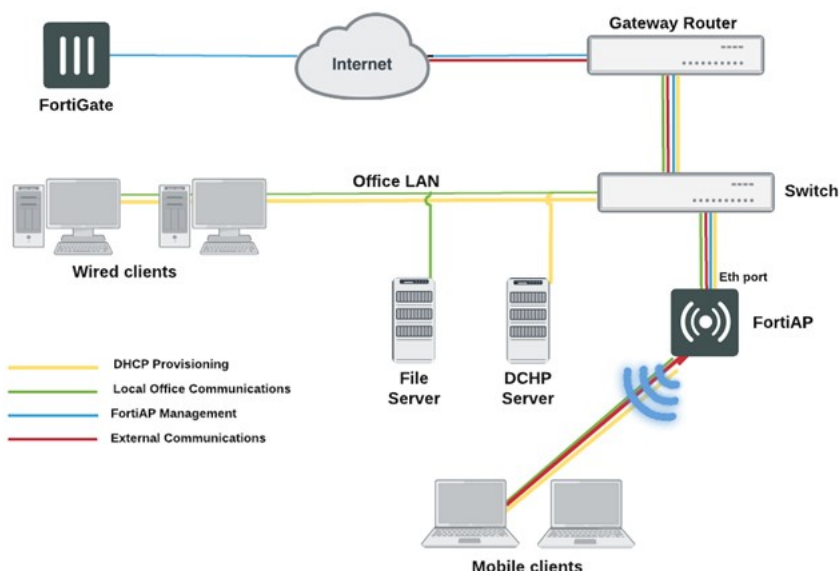 Gateway Router
Internet
FortiGate
Office LAN
Switch
Wired clients
Eth port
FortiAP
DHCP Provisioning
Local Office Communications
FortiAP Management
External Communications
File
Server
DCHP
Server
Mobile clients